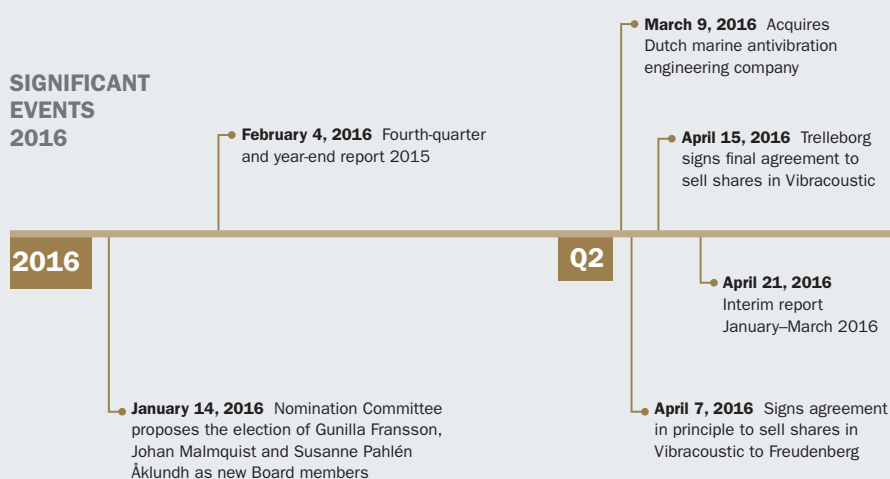 SIGNIFICANT
EVENTS
2016
February 4, 2016 Fourth-quarter
and year-end report 2015
March 9, 2016 Acquires
Dutch marine antivibration
engineering company
April 15, 2016 Trelleborg
signs final agreement to
sell shares in Vibracoustic
2016
Q2
January 14, 2016 Nomination Committee
proposes the election of Gunilla Fransson,
Johan Malmquist and Susanne Pahlén
Åklundh as new Board members
April 21, 2016
Interim report
January–March 2016
April 7, 2016 Signs agreement
in principle to sell shares in
Vibracoustic to Freudenberg